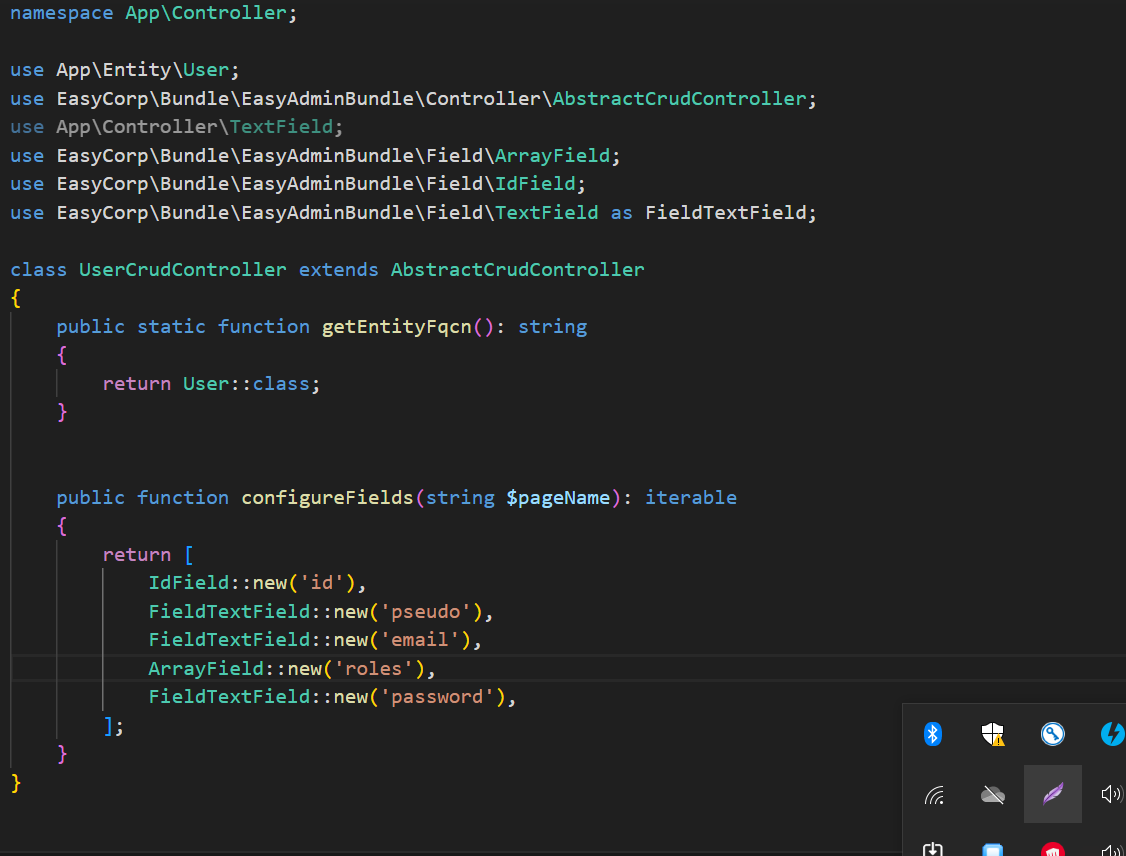 namespace App\Controller;
use App\Entity\User;
use EasyCorp\Bundle\EasyAdminBundle\Controller\AbstractCrudController;
use App\Controller\TextField;
use EasyCorp\Bundle\EasyAdminBundle\Field\ArrayField;
use EasyCorp\Bundle\EasyAdminBundle\Field\IdField;
use EasyCorp\Bundle\EasyAdminBundle\Field\TextField as FieldTextField;
class UserCrudController extends AbstractCrudController
{
    public static function getEntityFqcn(): string
    {
        return User::class;
    }
    public function configureFields(string $pageName): iterable
    {
        return [
            IdField::new('id'),
            FieldTextField::new('pseudo'),
            FieldTextField::new('email'),
            ArrayField::new('roles'),
            FieldTextField::new('password'),
        ];
    }
}